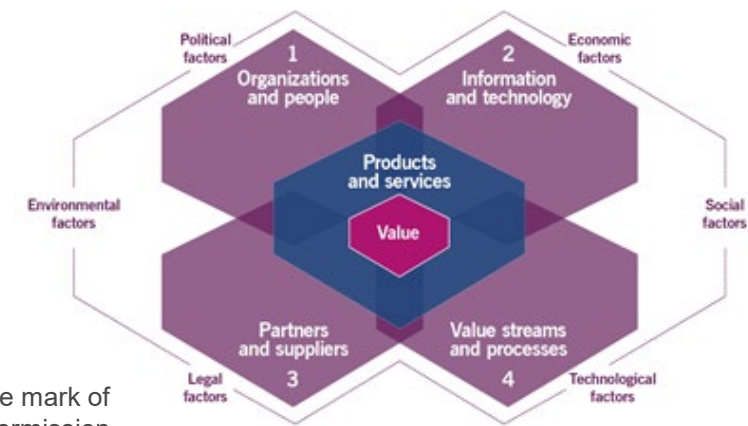 Political
factors
Economic
factors
1
Organizations
and people
2
Information
and technology
Products
and services
Value
Environmental
factors
Social
factors
Partners
and suppliers
3
Value streams
and processes
4
Legal
factors
Technological
factors
e mark of
ermission